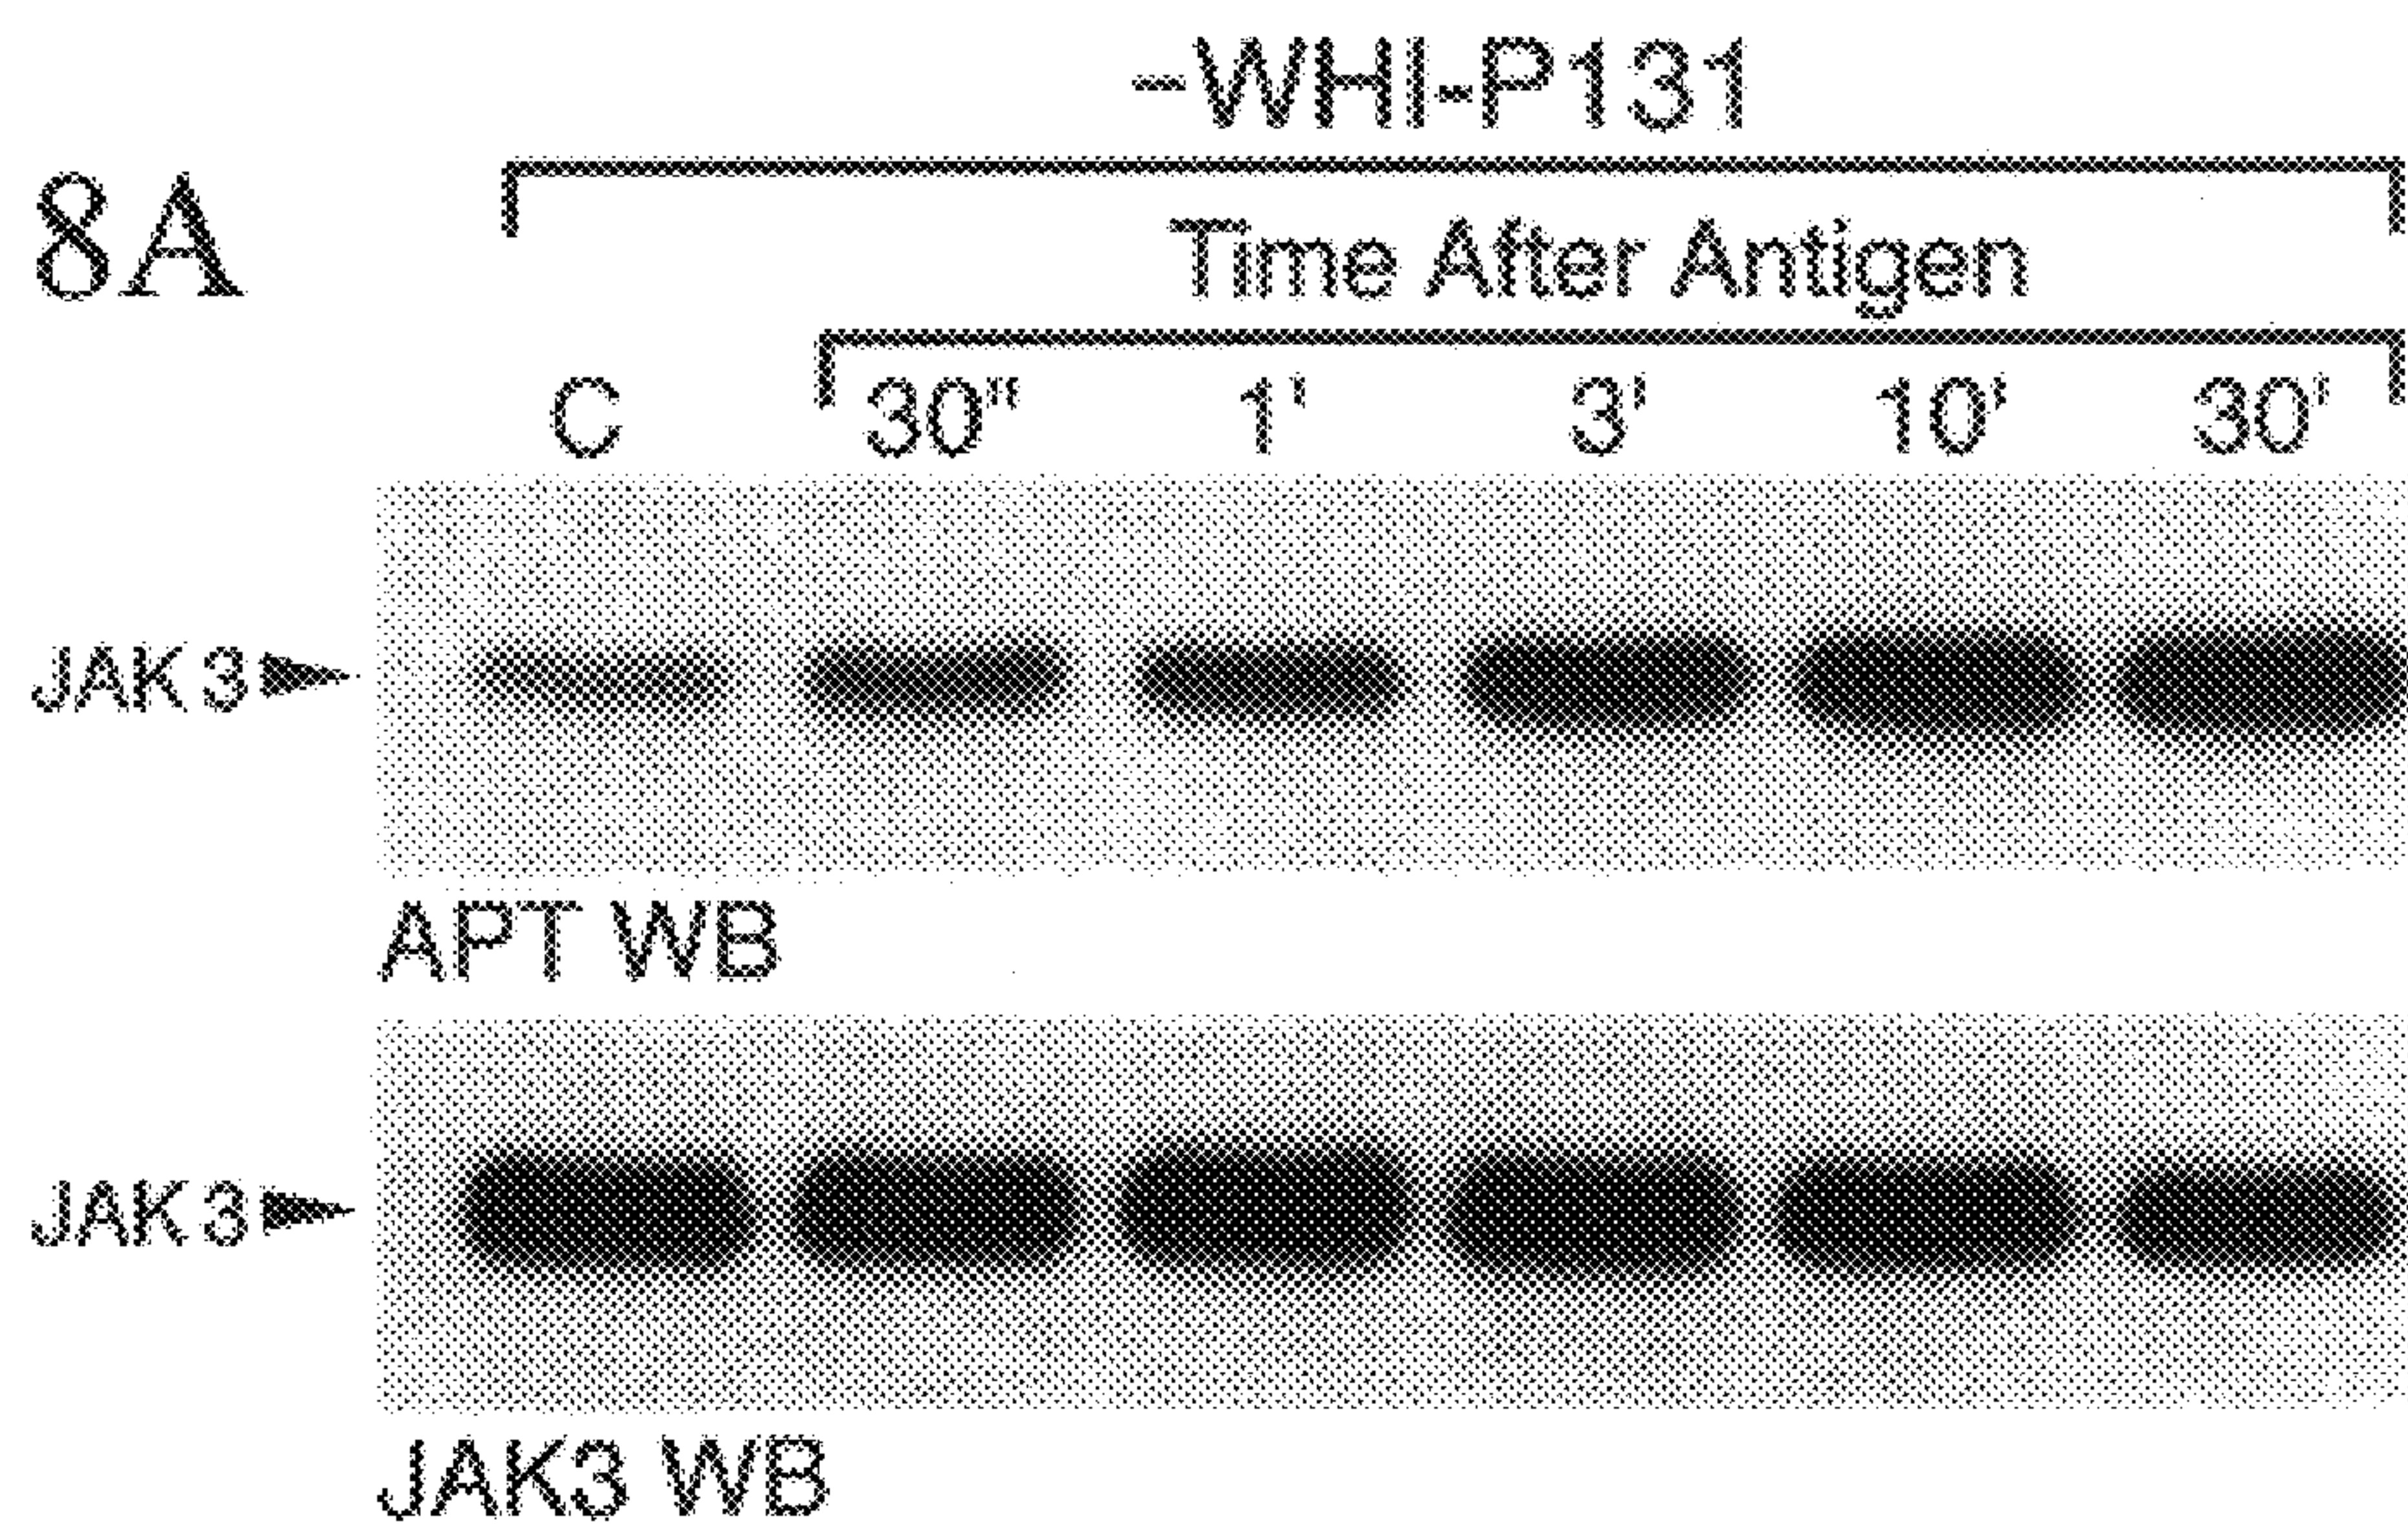 -WHI-P131
8A
Time After Antigen
C 30" 1' 3' 10' 30'
JAK 3
APT WB
JAK 3
JAK3 WB